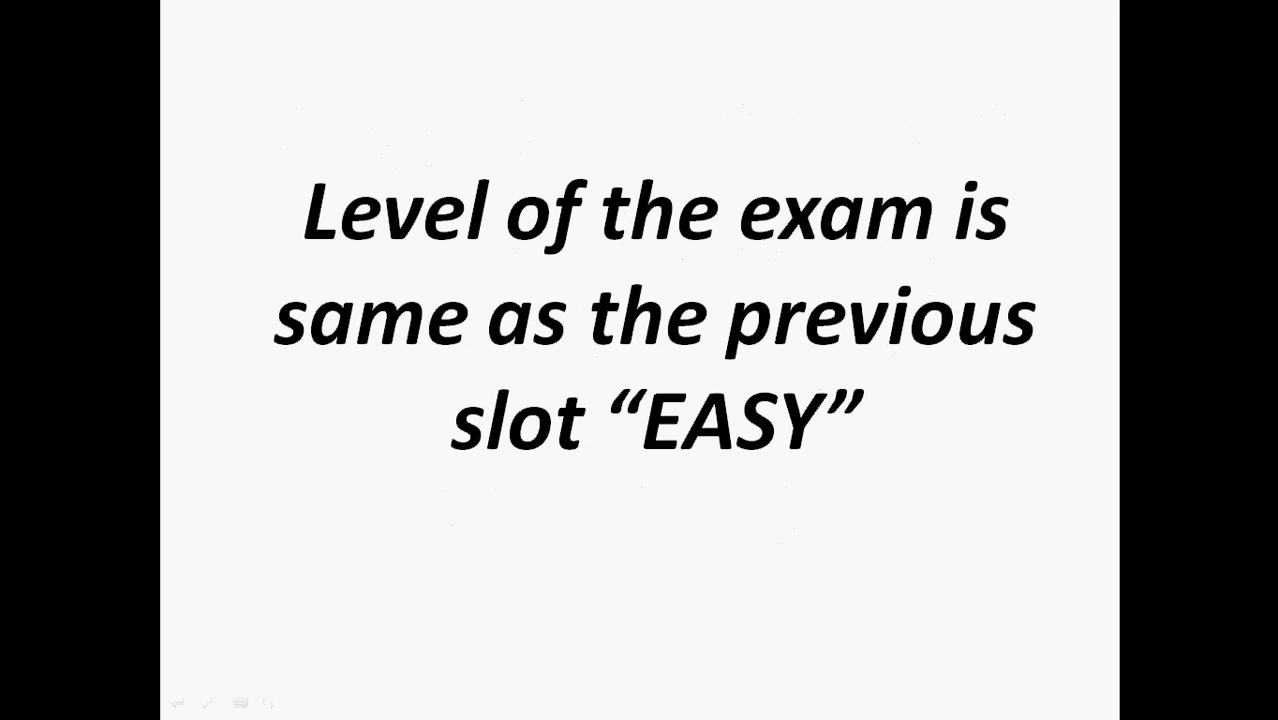 Level of the exam is
same as the previous
slot “EASY”